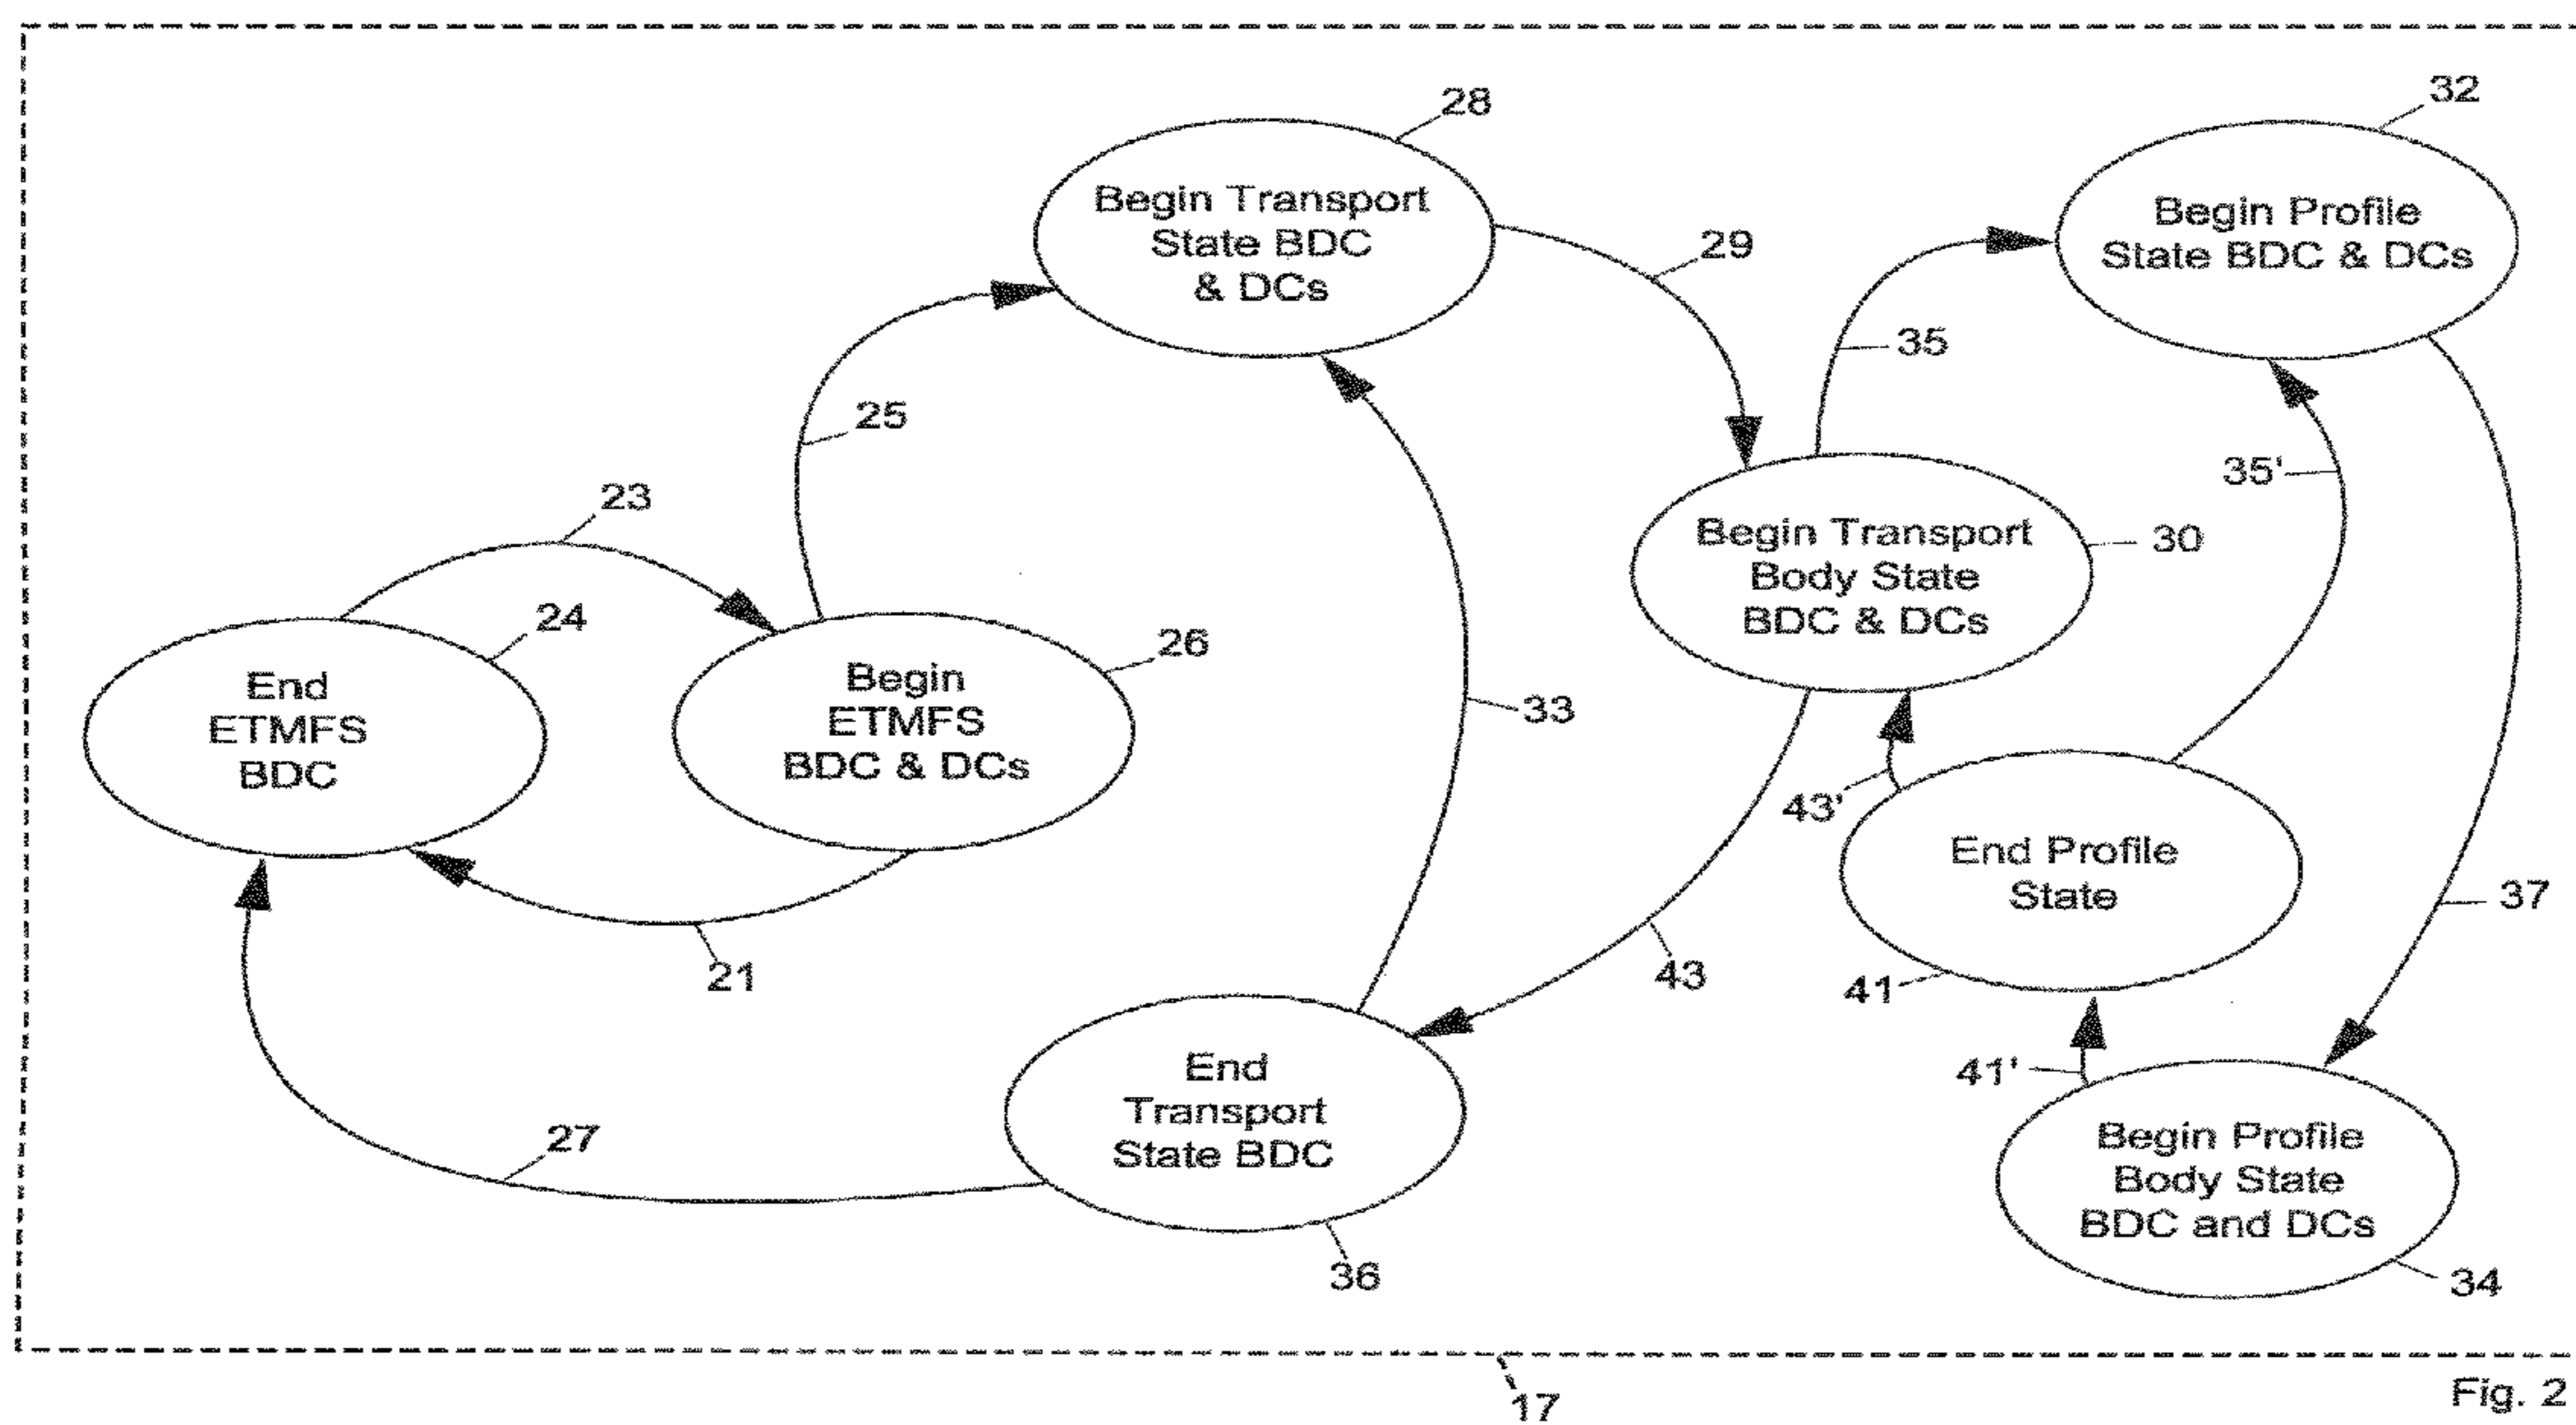 28
Begin Transport
State BDC
& DCs
29
32
Begin Profile
State BDC & DCs
35
25
35'
23
24
End
ETMFS
BDC
26
Begin
ETMFS
BDC & DCs
30
Begin Transport
Body State
BDC & DCs
33
43'
End Profile
State
41
37
21
43
27
End
Transport
State BDC
36
41'
Begin Profile
Body State
BDC and DCs
34
17
Fig. 2